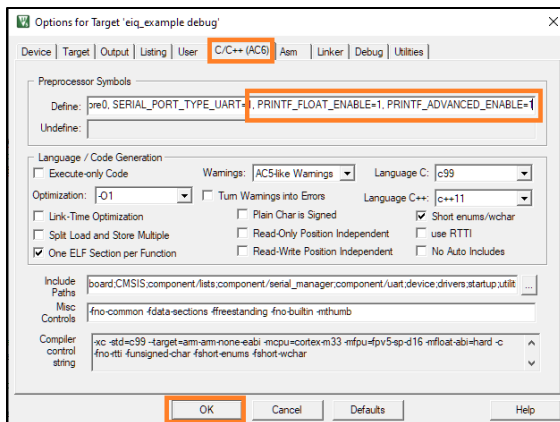 Options for Target 'eiq_example debug'
Device Target Output Listing User C/C++ (AC6) Asm Linker Debug Utilities
Preprocessor Symbols
Define: SERIAL_PORT_TYPE_UART=1, PRINTF_FLOAT_ENABLE=1, PRINTF_ADVANCED_ENABLE=1
Undefine:
Language / Code Generation
Execute-only Code Warnings: AC5-like Warnings Language C: c99
Optimization: -O1 Turn Warnings into Errors Language C++: c++11
Link-Time Optimization Plain Char is Signed Short enums/wchar
Split Load and Store Multiple Read-Only Position Independent use RTTI
One ELF Section per Function Read-Write Position Independent No Auto Includes
Include Paths board;CMSIS;component/lists;component/serial_manager;component/uart;device;drivers;startup;utilit ...
Misc Controls -fno-common -fdata-sections -ffreestanding -fno-builtin -mthumb
Compiler control string -xc -std=c99 --target=arm-arm-none-eabi -mcpu=cortex-m33 -mfpu=fpv5-sp-d16 -mfloat-abi=hard -c
-fno-rtti -funsigned-char -fshort-enums -fshort-wchar
OK Cancel Defaults Help